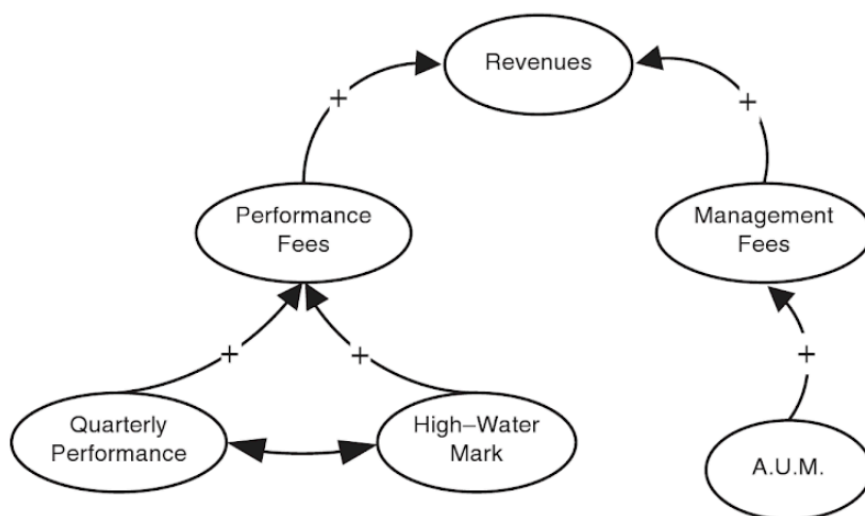 Revenues
+
+
Performance
Fees
Management
Fees
+
+
+
Quarterly
Performance
High–Water
Mark
A.U.M.